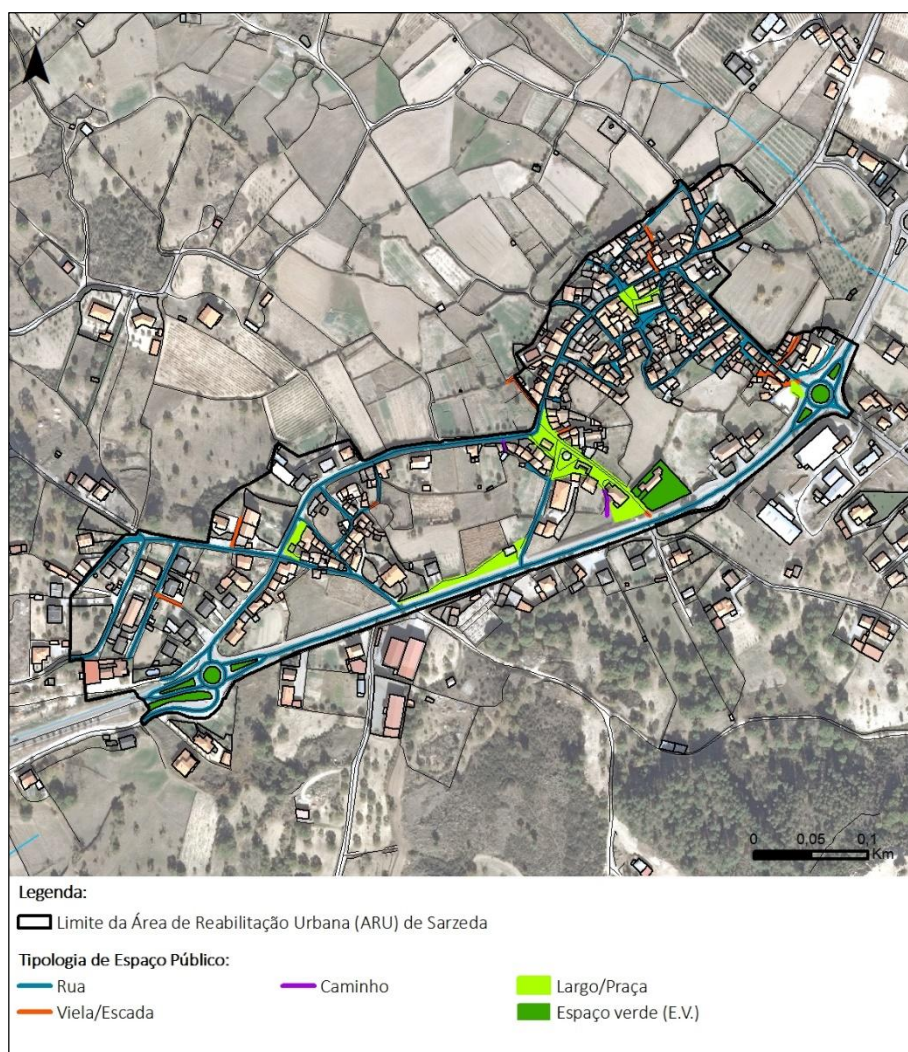 N
0 0,05 0,1
Km
Legenda:
Limite da Área de Reabilitação Urbana (ARU) de Sarzeda
Tipologia de Espaço Público:
Rua Caminho Largo/Praça
Viela/Escada Espaço verde (E.V.)